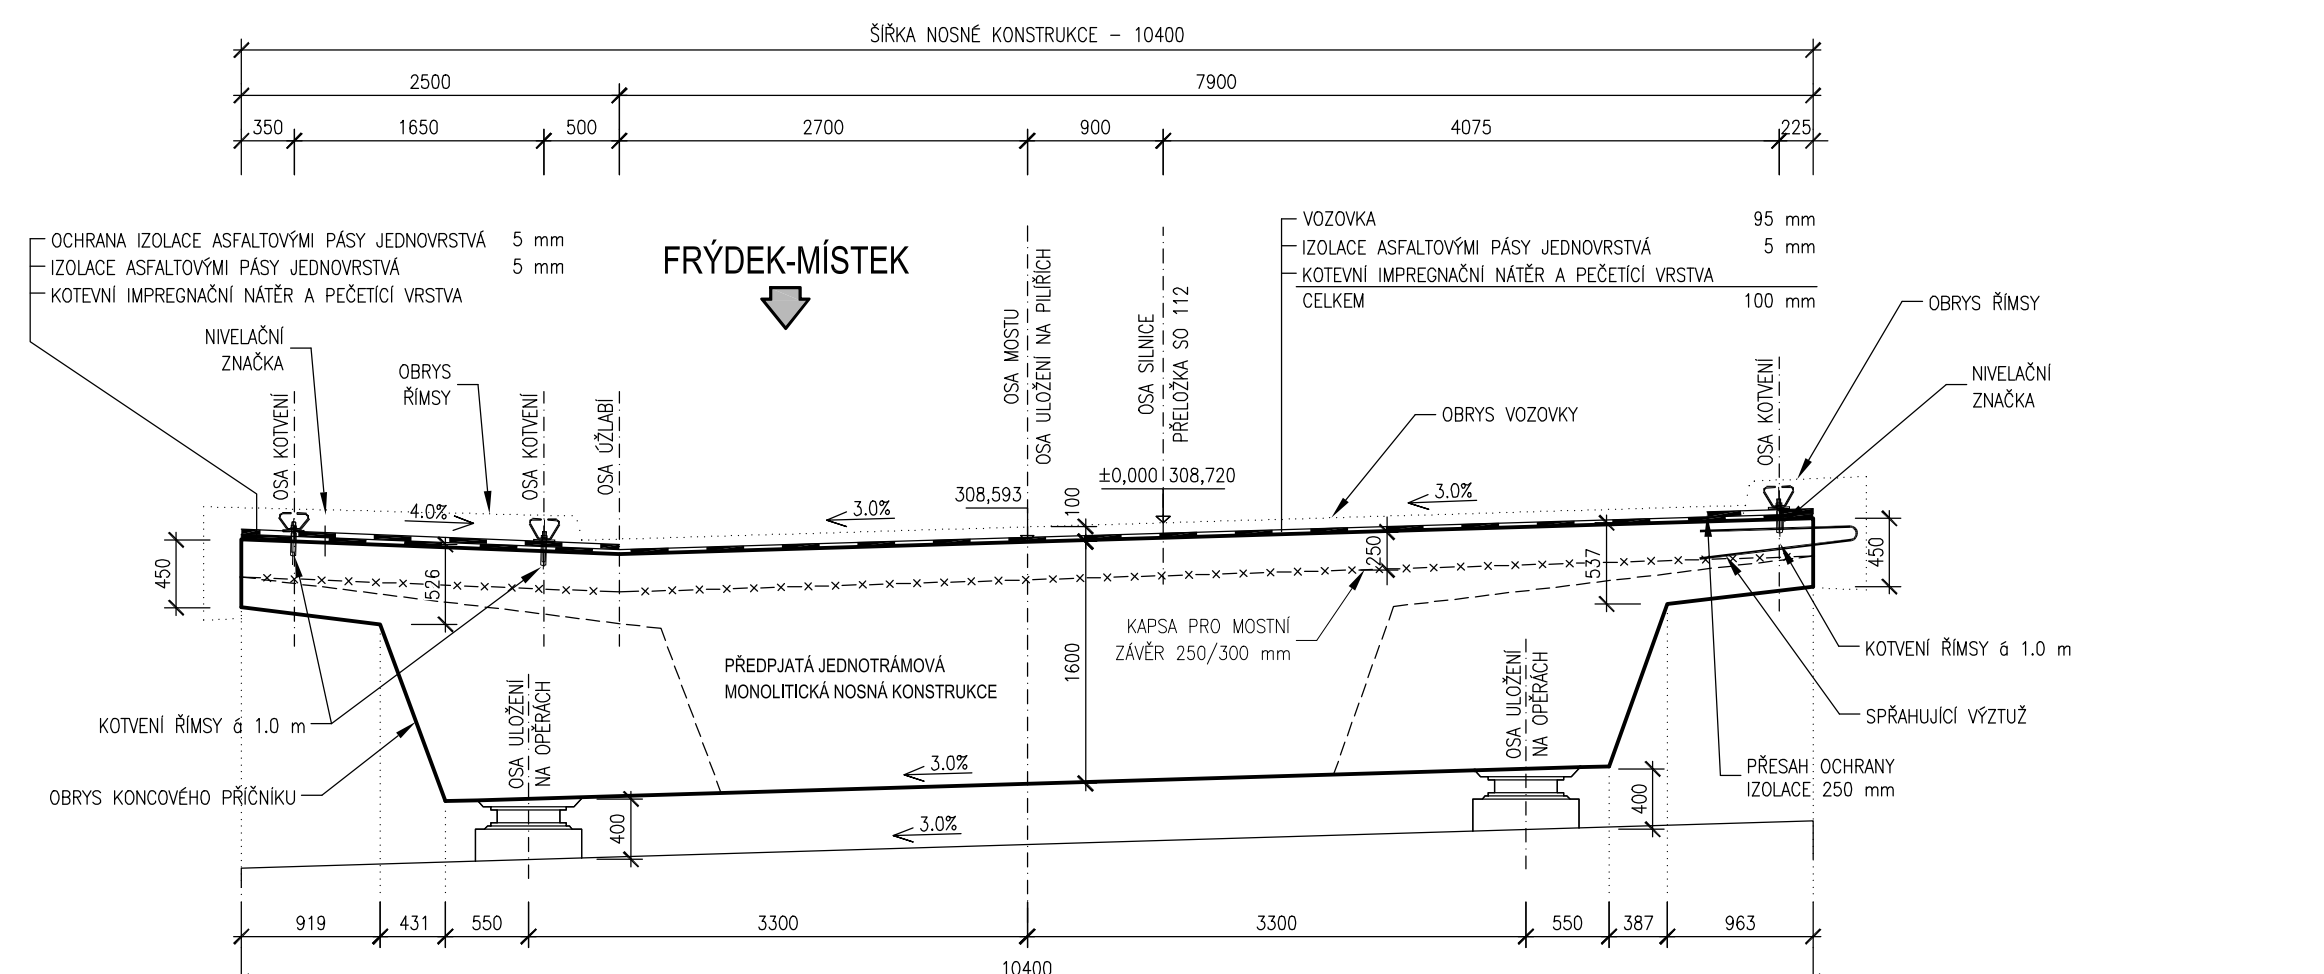 ŠÍŘKA NOSNÉ KONSTRUKCE – 10400
2500 7900
350 1650 500 2700 900 4075 225
OCHRANA IZOLACE ASFALTOVÝMI PÁSY JEDNOVRSTVÁ 5 mm
IZOLACE ASFALTOVÝMI PÁSY JEDNOVRSTVÁ 5 mm
KOTEVNÍ IMPREGNAČNÍ NÁTĚR A PEČETÍCÍ VRSTVA
FRÝDEK-MÍSTEK
VOZOVKA 95 mm
IZOLACE ASFALTOVÝMI PÁSY JEDNOVRSTVÁ 5 mm
KOTEVNÍ IMPREGNAČNÍ NÁTĚR A PEČETÍCÍ VRSTVA
CELKEM 100 mm
NIVELAČNÍ
ZNAČKA
OBRYS
ŘÍMSY
OSA KOTVENÍ
OSA KOTVENÍ
OSA ÚŽLABÍ
OSA MOSTU
OSA ULOŽENÍ NA PILÍŘÍCH
OSA SILNICE
PŘELOŽKA SO 112
OSA KOTVENÍ
OBRYS ŘÍMSY
NIVELAČNÍ
ZNAČKA
OBRYS VOZOVKY
±0,000 308,720
308,593
100
4.0%
3.0%
3.0%
450
526
250
537
450
1600
KAPSA PRO MOSTNÍ
ZÁVĚR 250/300 mm
PŘEDPJATÁ JEDNOTRÁMOVÁ
MONOLITICKÁ NOSNÁ KONSTRUKCE
OSA ULOŽENÍ
NA OPĚRÁCH
OSA ULOŽENÍ
NA OPĚRÁCH
KOTVENÍ ŘÍMSY á 1.0 m
KOTVENÍ ŘÍMSY á 1.0 m
SPŘAHUJÍCÍ VÝZTUŽ
PŘESAH OCHRANY
IZOLACE 250 mm
OBRYS KONCOVÉHO PŘÍČNÍKU
3.0%
3.0%
400
400
919 431 550 3300 3300 550 387 963
10400